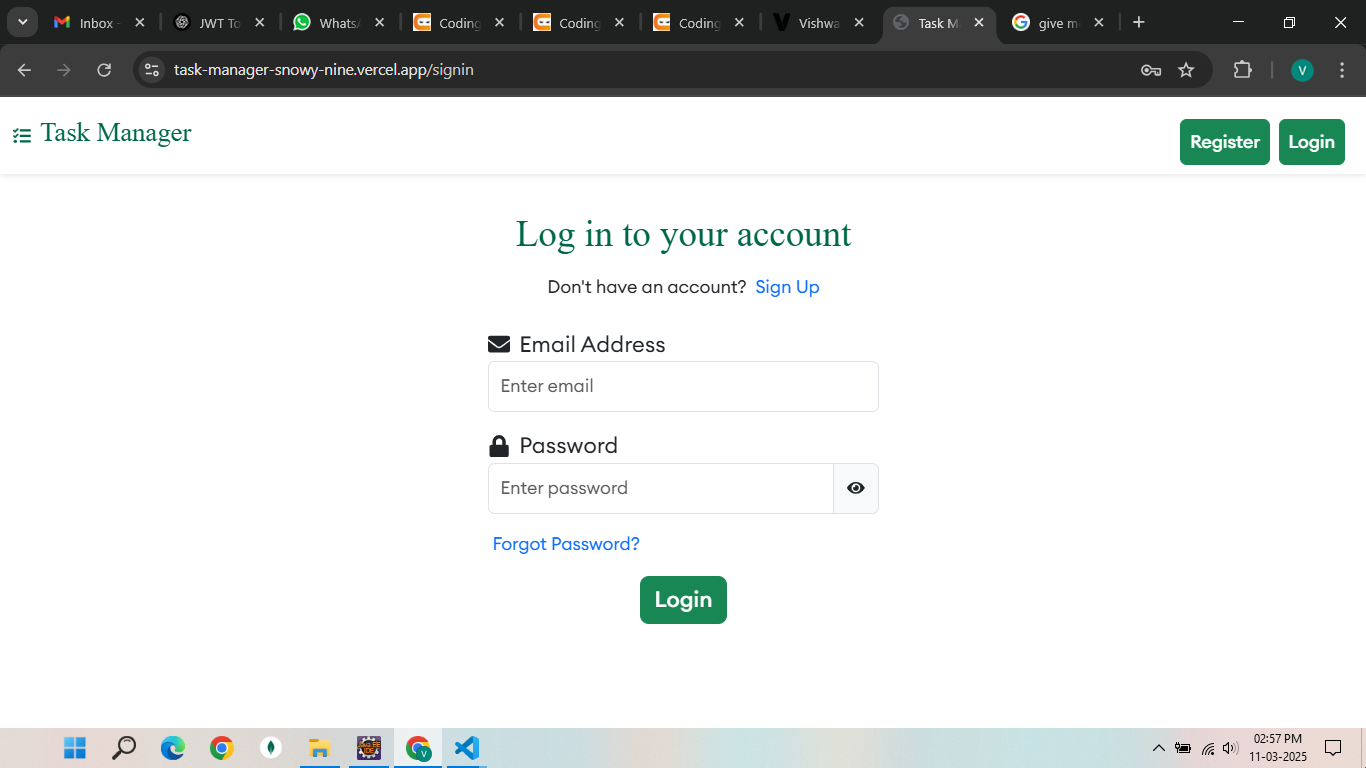 Inbox -
JWT To
Whats
Coding
Coding
Coding
Vishwa
Task M
give m
task-manager-snowy-nine.vercel.app/signin
V
Task Manager
Register
Login
Log in to your account
Don't have an account? Sign Up
Email Address
Enter email
Password
Enter password
Forgot Password?
Login
02:57 PM
11-03-2025